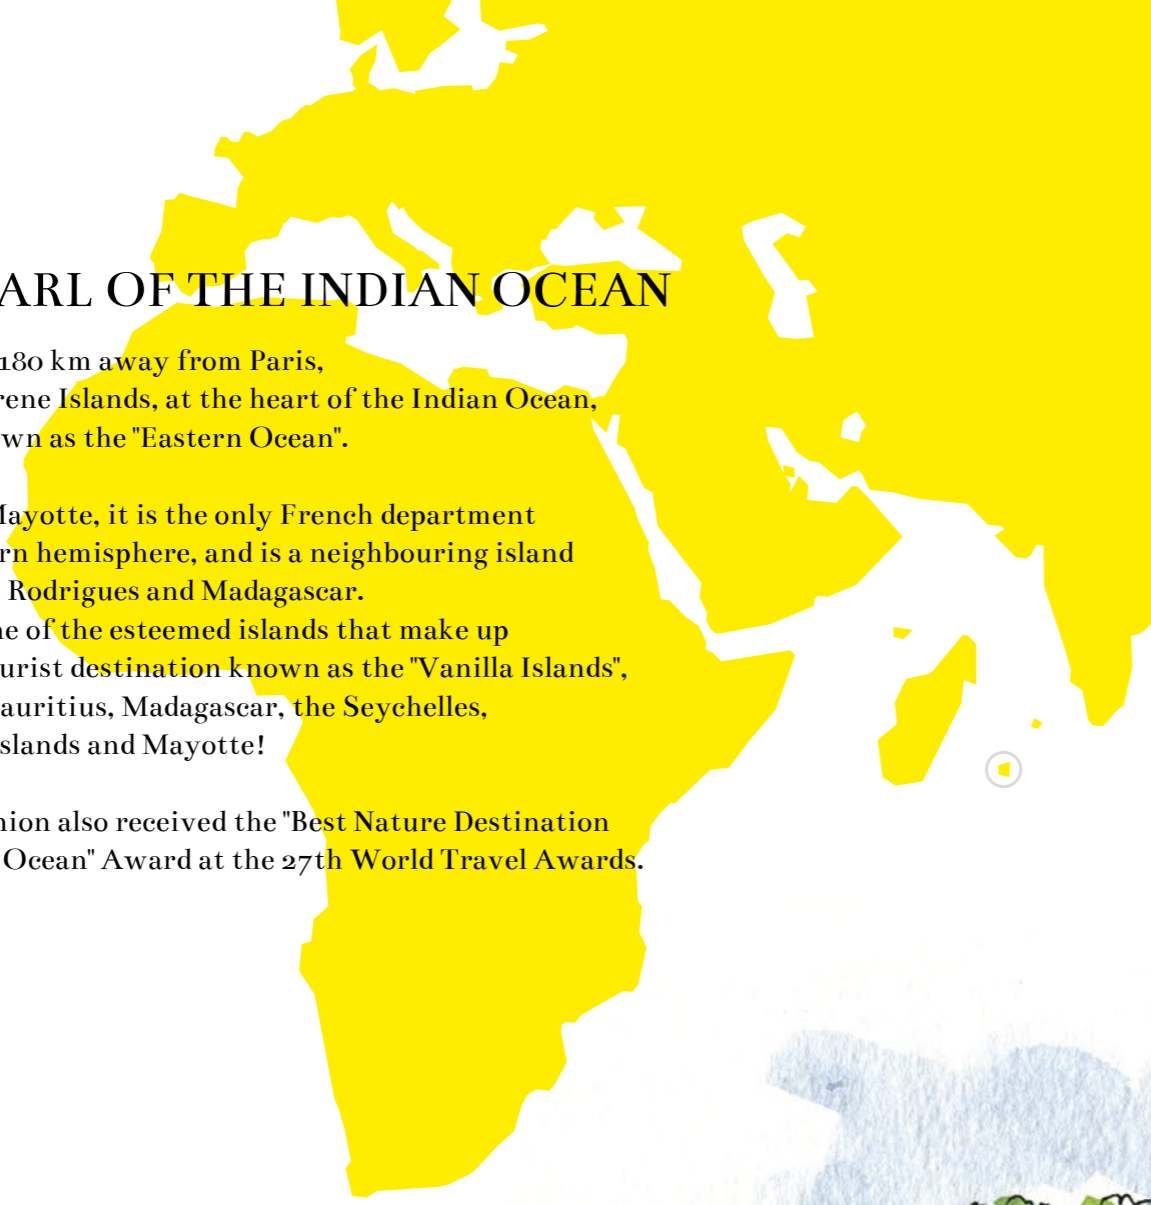 ARL OF THE INDIAN OCEAN
180 km away from Paris,
rene Islands, at the heart of the Indian Ocean,
wn as the "Eastern Ocean".
Mayotte, it is the only French department
rn hemisphere, and is a neighbouring island
Rodrigues and Madagascar.
ne of the esteemed islands that make up
urist destination known as the "Vanilla Islands",
auritius, Madagascar, the Seychelles,
slands and Mayotte!
nion also received the "Best Nature Destination
Ocean" Award at the 27th World Travel Awards.